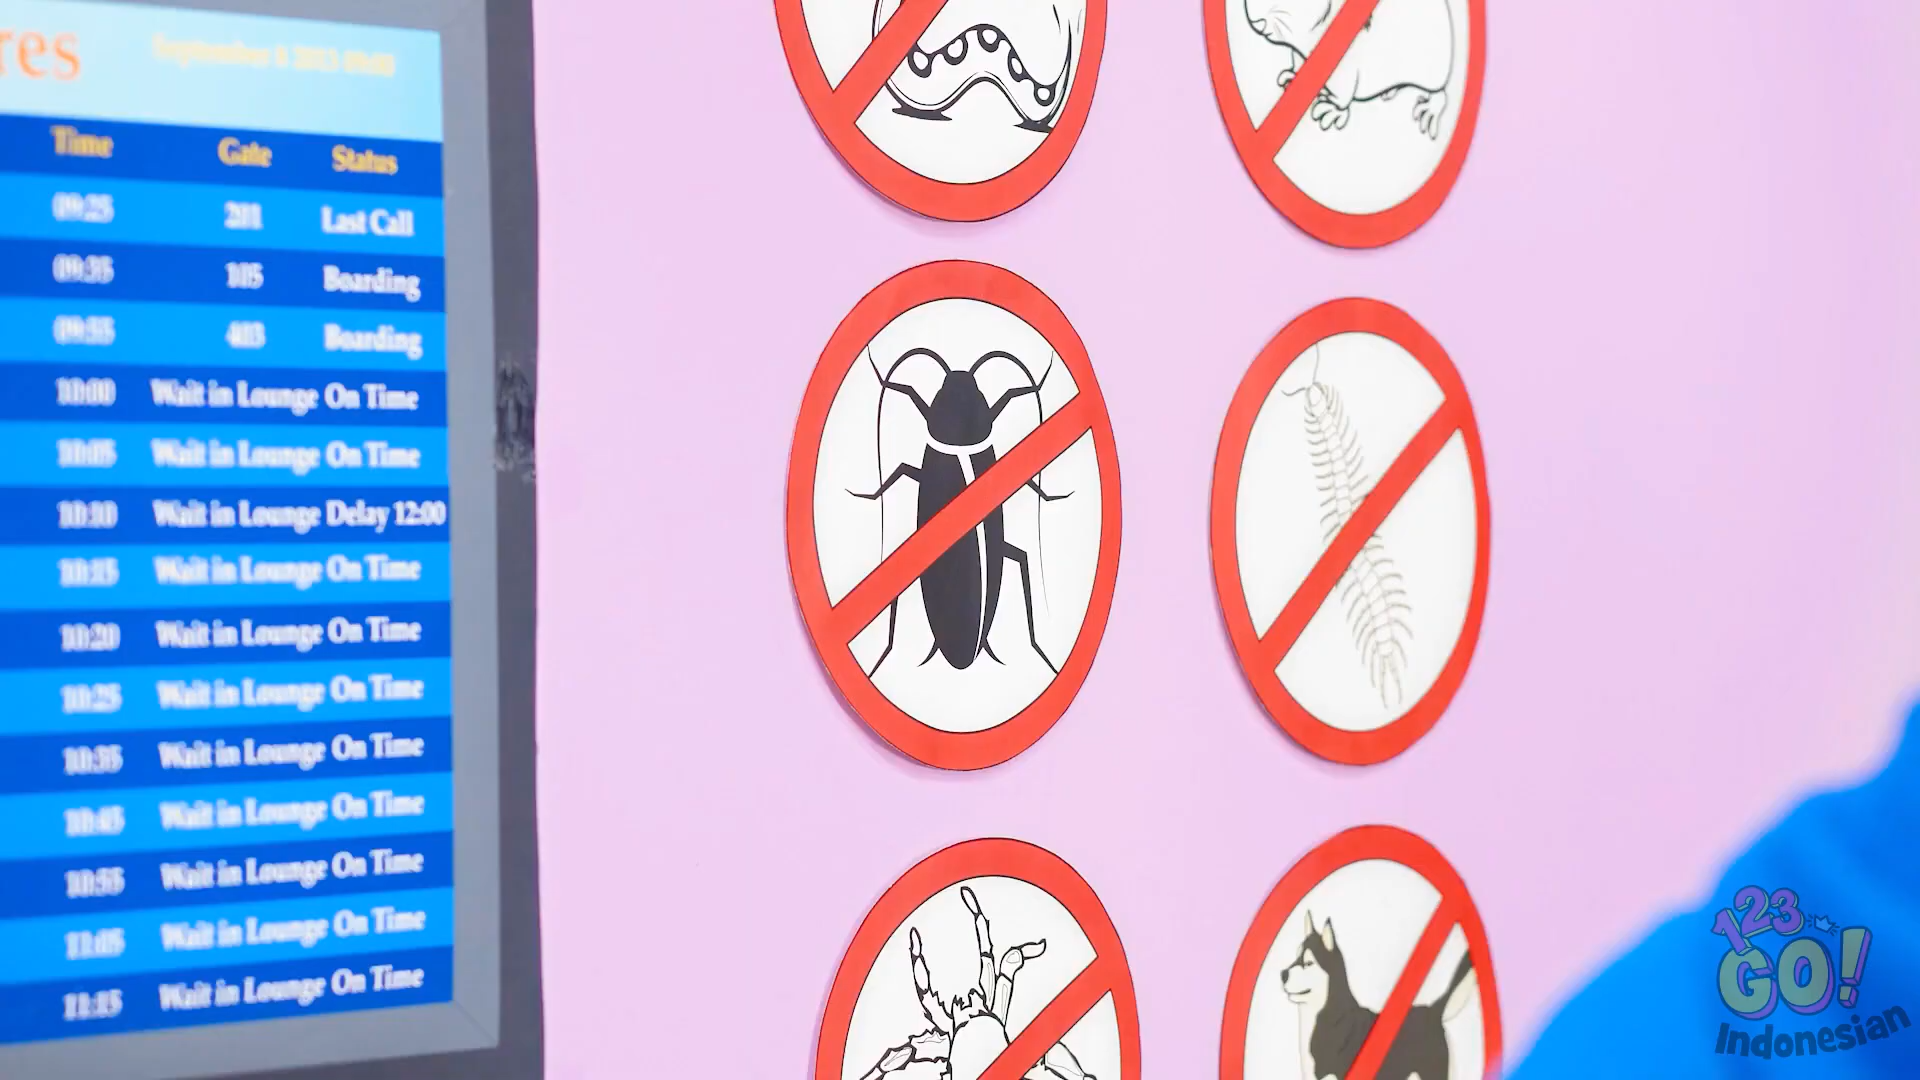 res September 8 2013 09:08
Time Gate Status
09:25 201 Last Call
09:35 105 Boarding
09:55 403 Boarding
10:00 Wait in Lounge On Time
10:05 Wait in Lounge On Time
10:10 Wait in Lounge Delay 12:00
10:15 Wait in Lounge On Time
10:20 Wait in Lounge On Time
10:25 Wait in Lounge On Time
10:35 Wait in Lounge On Time
10:45 Wait in Lounge On Time
10:55 Wait in Lounge On Time
11:05 Wait in Lounge On Time
11:15 Wait in Lounge On Time
123
GO!
Indonesian